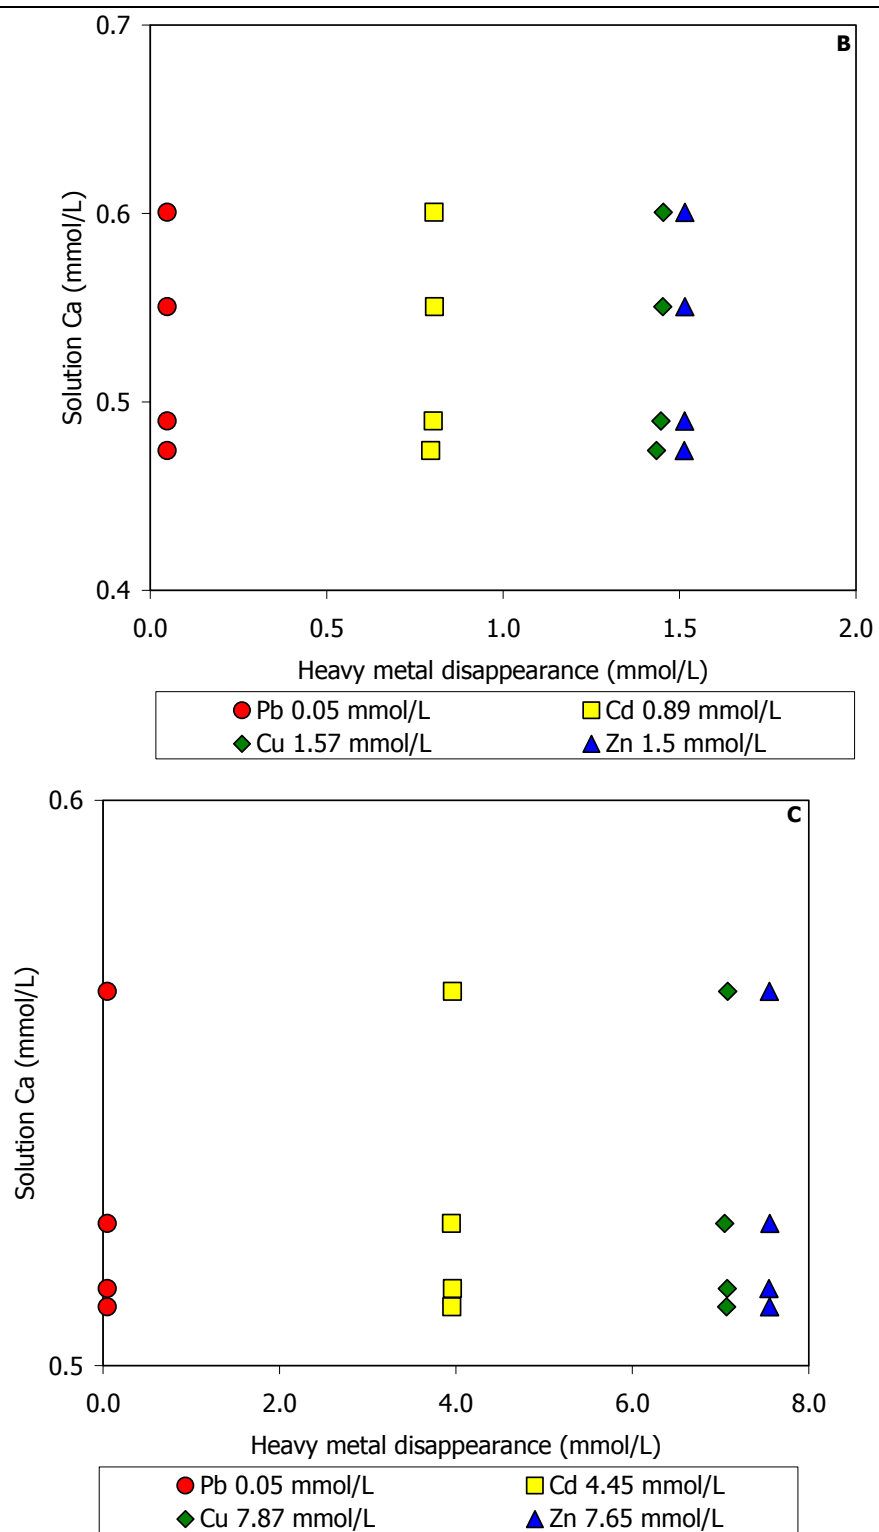 B
0.7
0.6
0.5
0.4
Solution Ca (mmol/L)
0.0 0.5 1.0 1.5 2.0
Heavy metal disappearance (mmol/L)
Pb 0.05 mmol/L Cd 0.89 mmol/L
Cu 1.57 mmol/L Zn 1.5 mmol/L
C
0.6
0.5
Solution Ca (mmol/L)
0.0 2.0 4.0 6.0 8.0
Heavy metal disappearance (mmol/L)
Pb 0.05 mmol/L Cd 4.45 mmol/L
Cu 7.87 mmol/L Zn 7.65 mmol/L